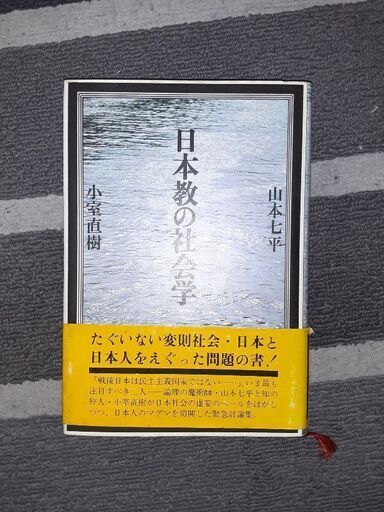 日本教の社会学
山本七平
小室直樹
たぐいない変則社会・日本と
日本人をえぐった問題の書!
「戦後日本は民主主義国家ではない……」、いま最も
注目すべき二人――論理の魔術師・山本七平と知の
狩人・小室直樹が日本社会の虚妄のベールをはがし
つつ、日本人のマグマを切開した緊急討論集。